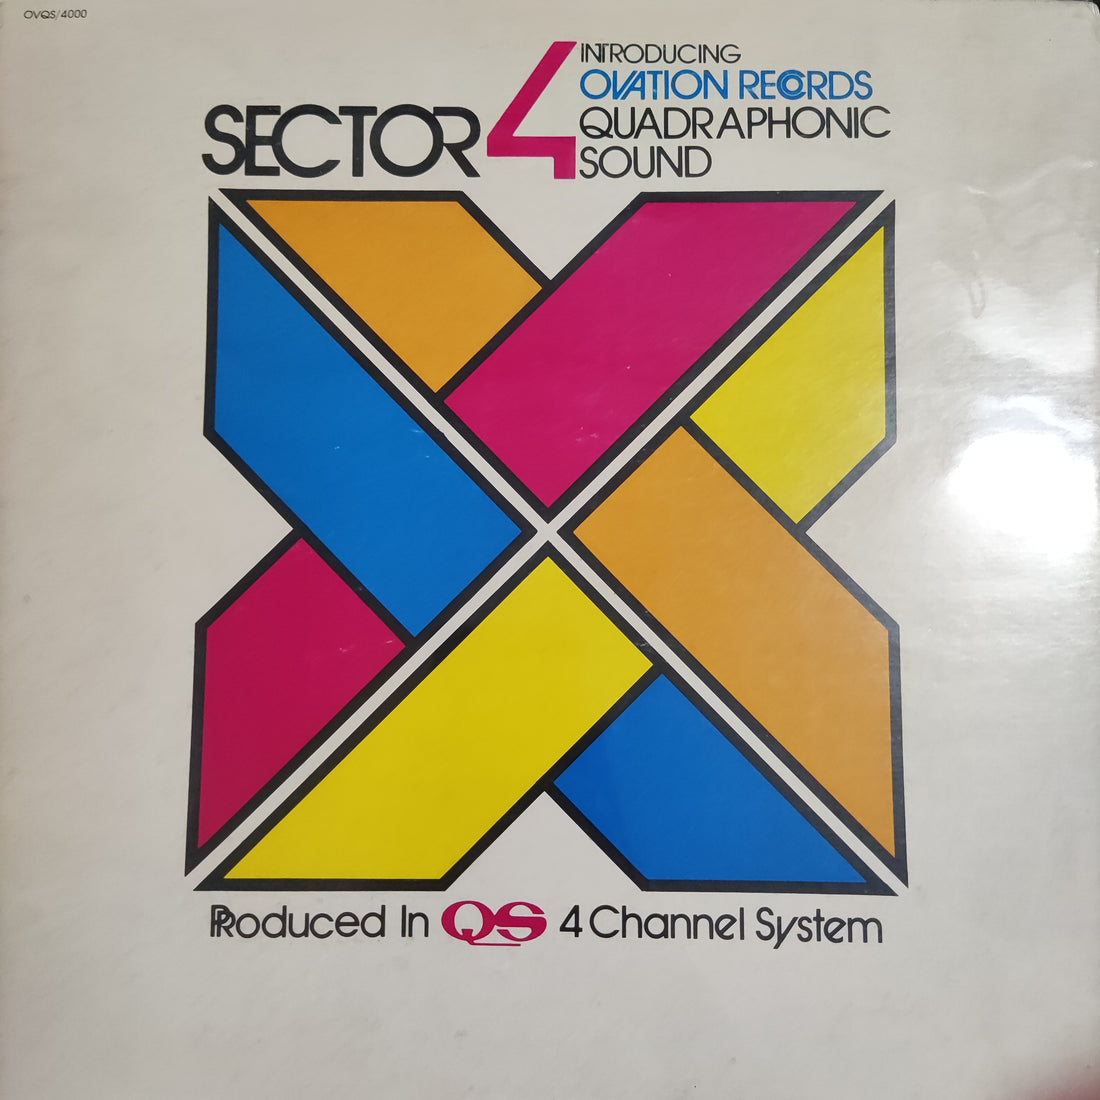 OVQS/4000
SECTOR 4
INTRODUCING
OVATION RECORDS
QUADRAPHONIC
SOUND
Produced In QS 4 Channel System